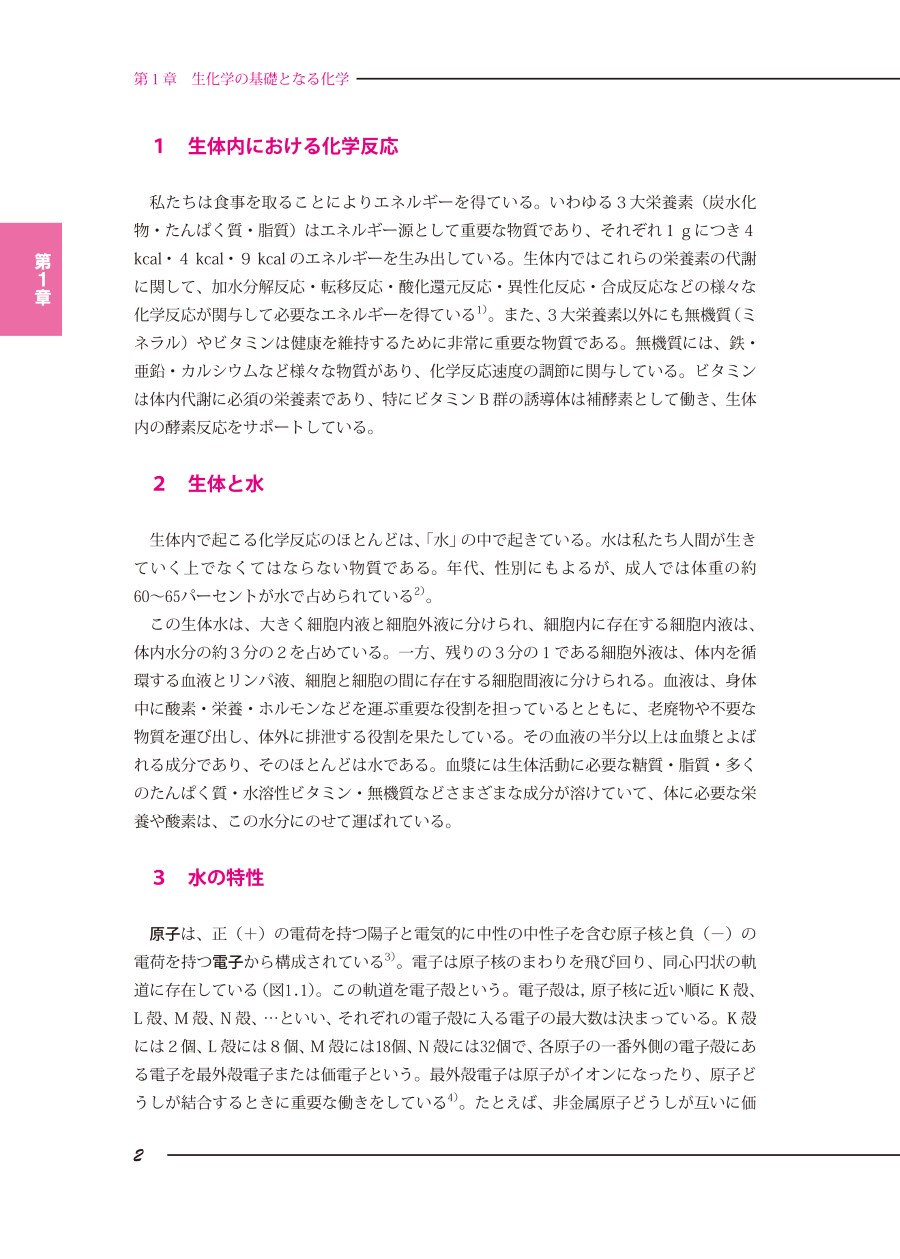 第1章　生化学の基礎となる化学
1　生体内における化学反応
私たちは食事を取ることによりエネルギーを得ている。いわゆる３大栄養素（炭水化
物・たんぱく質・脂質）はエネルギー源として重要な物質であり、それぞれ１ｇにつき４
kcal・４ kcal・９ kcal のエネルギーを生み出している。生体内ではこれらの栄養素の代謝
に関して、加水分解反応・転移反応・酸化還元反応・異性化反応・合成反応などの様々な
化学反応が関与して必要なエネルギーを得ている1)。また、３大栄養素以外にも無機質（ミ
ネラル）やビタミンは健康を維持するために非常に重要な物質である。無機質には、鉄・
亜鉛・カルシウムなど様々な物質があり、化学反応速度の調節に関与している。ビタミン
は体内代謝に必須の栄養素であり、特にビタミン B 群の誘導体は補酵素として働き、生体
内の酵素反応をサポートしている。
第1章
2　生体と水
生体内で起こる化学反応のほとんどは、「水」の中で起きている。水は私たち人間が生き
ていく上でなくてはならない物質である。年代、性別にもよるが、成人では体重の約
60～65パーセントが水で占められている2)。
この生体水は、大きく細胞内液と細胞外液に分けられ、細胞内に存在する細胞内液は、
体内水分の約３分の２を占めている。一方、残りの３分の１である細胞外液は、体内を循
環する血液とリンパ液、細胞と細胞の間に存在する細胞間液に分けられる。血液は、身体
中に酸素・栄養・ホルモンなどを運ぶ重要な役割を担っているとともに、老廃物や不要な
物質を運び出し、体外に排泄する役割を果たしている。その血液の半分以上は血漿とよば
れる成分であり、そのほとんどは水である。血漿には生体活動に必要な糖質・脂質・多く
のたんぱく質・水溶性ビタミン・無機質などさまざまな成分が溶けていて、体に必要な栄
養や酸素は、この水分にのせて運ばれている。
3　水の特性
原子は、正（＋）の電荷を持つ陽子と電気的に中性の中性子を含む原子核と負（－）の
電荷を持つ電子から構成されている3)。電子は原子核のまわりを飛び回り、同心円状の軌
道に存在している（図1.1）。この軌道を電子殻という。電子殻は, 原子核に近い順に K 殻、
L 殻、M 殻、N 殻、…といい、それぞれの電子殻に入る電子の最大数は決まっている。K 殻
には２個、L 殻には８個、M 殻には18個、N 殻には32個で、各原子の一番外側の電子殻にあ
る電子を最外殻電子または価電子という。最外殻電子は原子がイオンになったり、原子ど
うしが結合するときに重要な働きをしている4)。たとえば、非金属原子どうしが互いに価
2